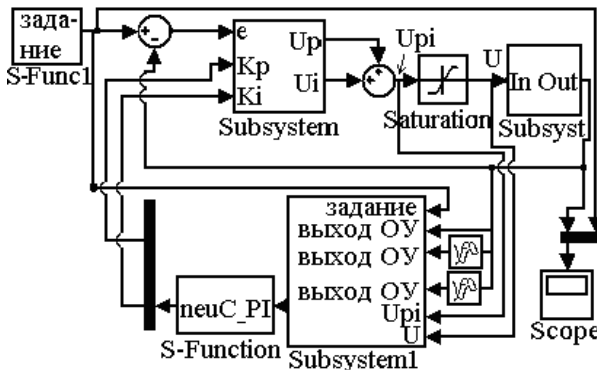 зада-
ние
S-Func1
e
Kp
Ki
Up
Ui
Subsystem
Upi
Saturation
U
In Out
Subsyst
задание
выход ОУ
выход ОУ
выход ОУ
Upi
U
Subsystem1
neuC_PI
S-Function
Scope